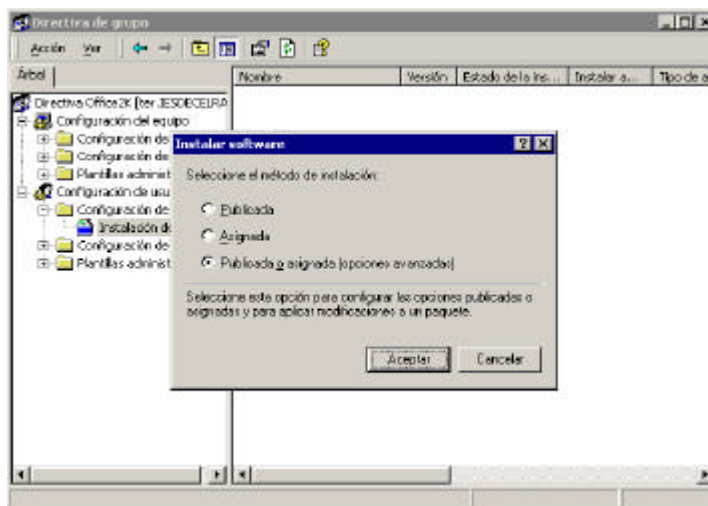 Directiva de grupo
Acción Ver
Árbol
Nombre Versión Estado de la ins... Instalar a... Tipo de a
Directiva Office2K
Configuración del equipo
Configuración de
Configuración de
Plantillas administ
Configuración de usu
Configuración de
Instalación de
Configuración de
Plantillas administ
Instalar software
Seleccione el método de instalación:
Publicada
Asignada
Publicada o asignada (opciones avanzadas)
Seleccione esta opción para configurar las opciones publicadas o
asignadas y para aplicar modificaciones a un paquete.
Aceptar Cancelar